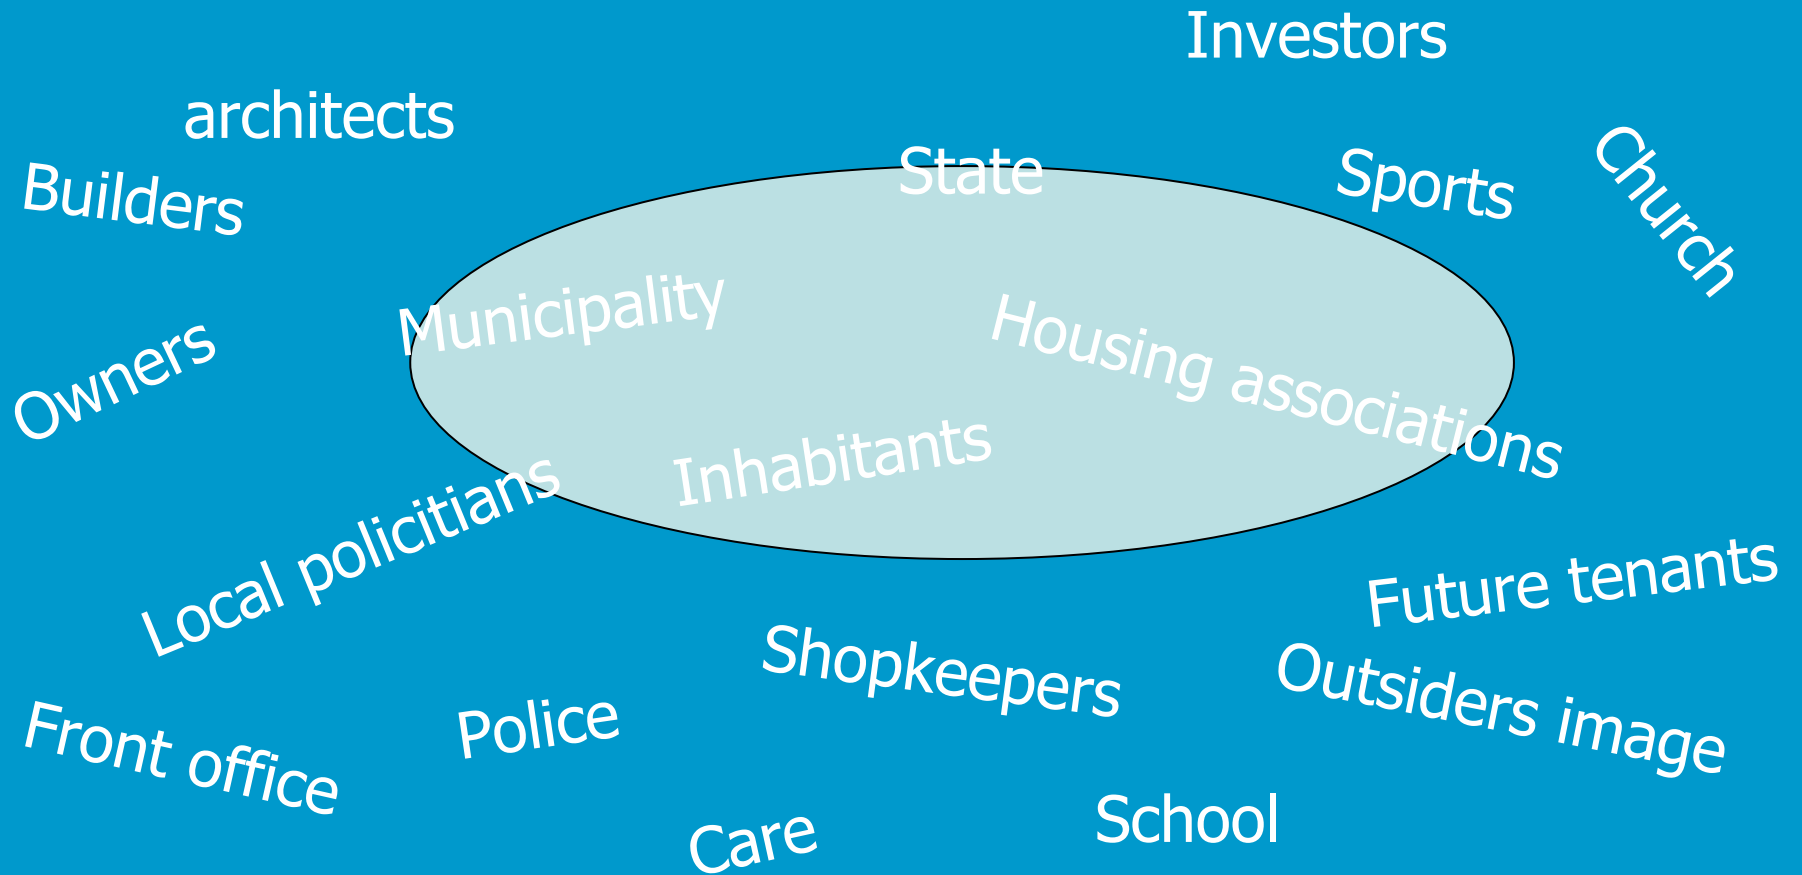 Investors
architects
State
Sports
Church
Builders
Municipality
Housing associations
Owners
Inhabitants
Local policitians
Future tenants
Shopkeepers
Outsiders image
Front office
Police
School
Care